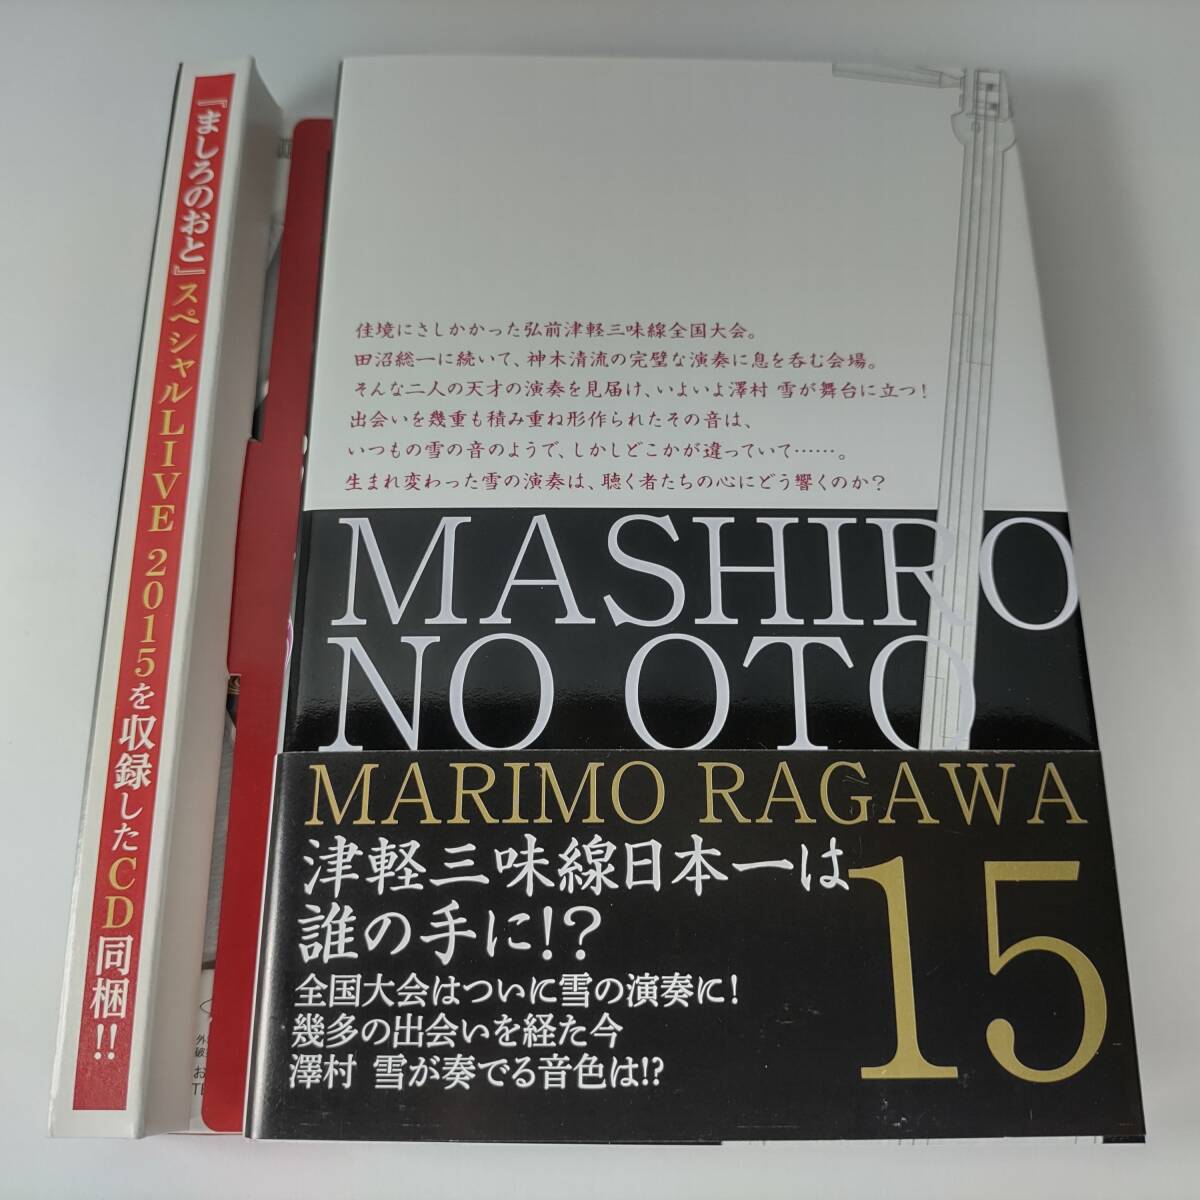 『ましろのおと』スペシャルLIVE 2015を収録したCD同梱!!
佳境にさしかかった弘前津軽三味線全国大会。
田沼総一に続いて、神木清流の完璧な演奏に息を呑む会場。
そんな二人の天才の演奏を見届け、いよいよ澤村 雪が舞台に立つ!
出会いを幾重も積み重ね形作られたその音は、
いつもの雪の音のようで、しかしどこかが違っていて……。
生まれ変わった雪の演奏は、聴く者たちの心にどう響くのか?
MASHIRO
NO OTO
MARIMO RAGAWA
津軽三味線日本一は
誰の手に!?
15
全国大会はついに雪の演奏に!
幾多の出会いを経た今
澤村 雪が奏でる音色は!?